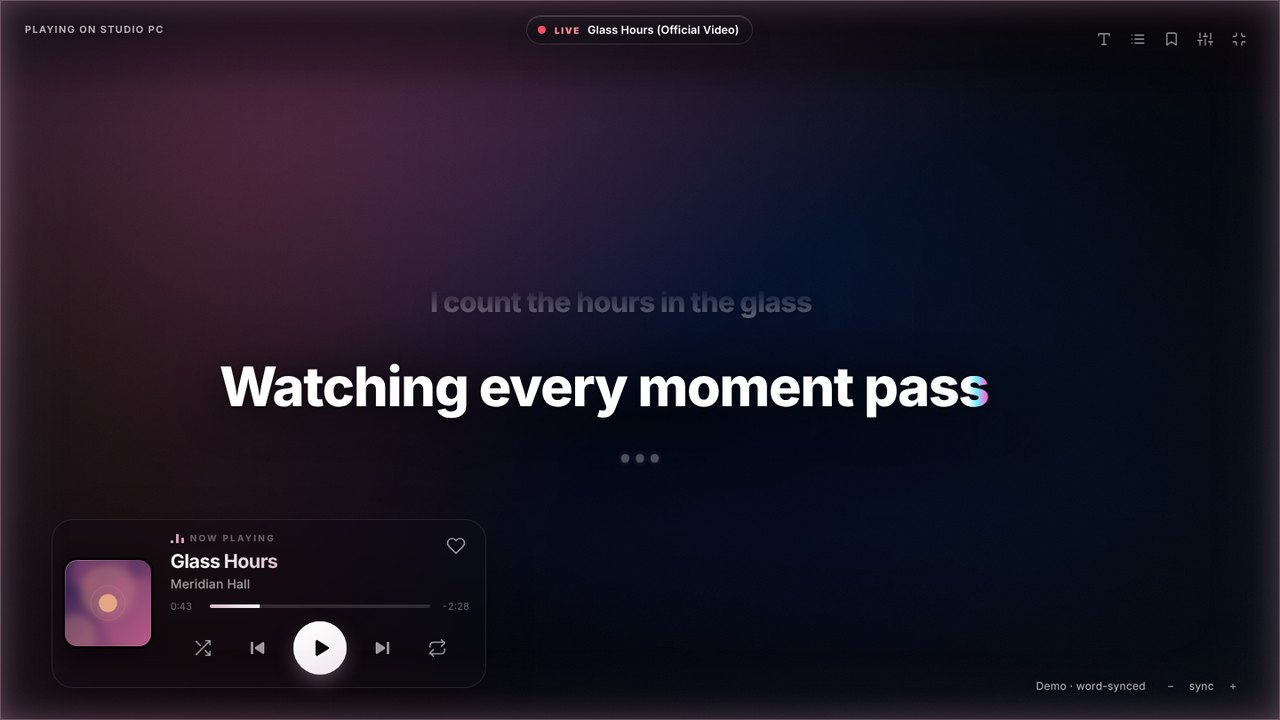 PLAYING ON STUDIO PC
LIVE Glass Hours (Official Video)
I count the hours in the glass
Watching every moment pass
NOW PLAYING
Glass Hours
Meridian Hall
0:43 -2:28
Demo · word-synced − sync +